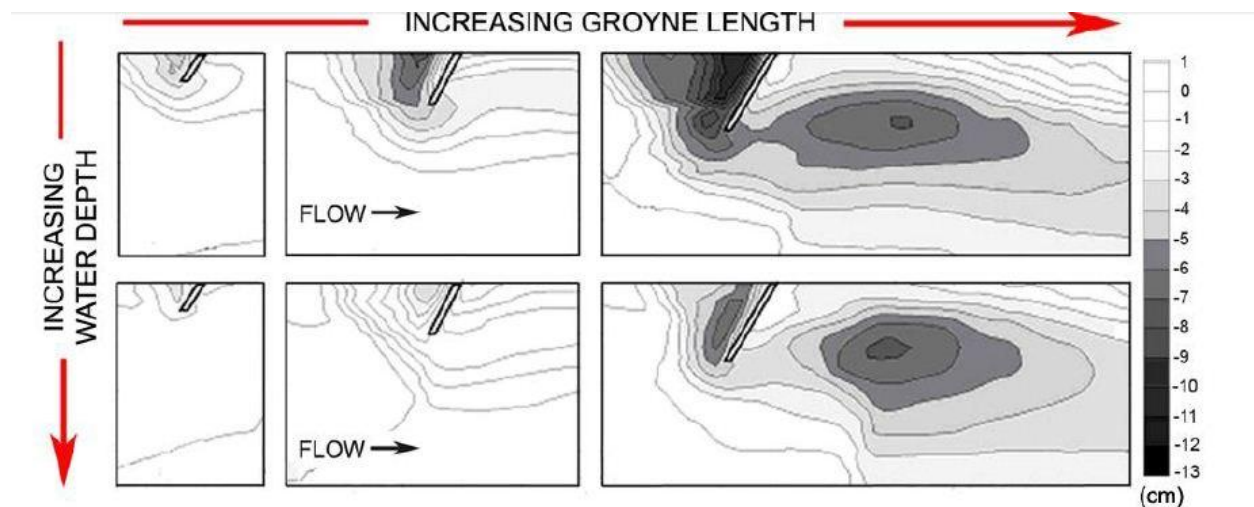 INCREASING GROYNE LENGTH
INCREASING
WATER DEPTH
FLOW
FLOW
1
0
-1
-2
-3
-4
-5
-6
-7
-8
-9
-10
-11
-12
-13
(cm)